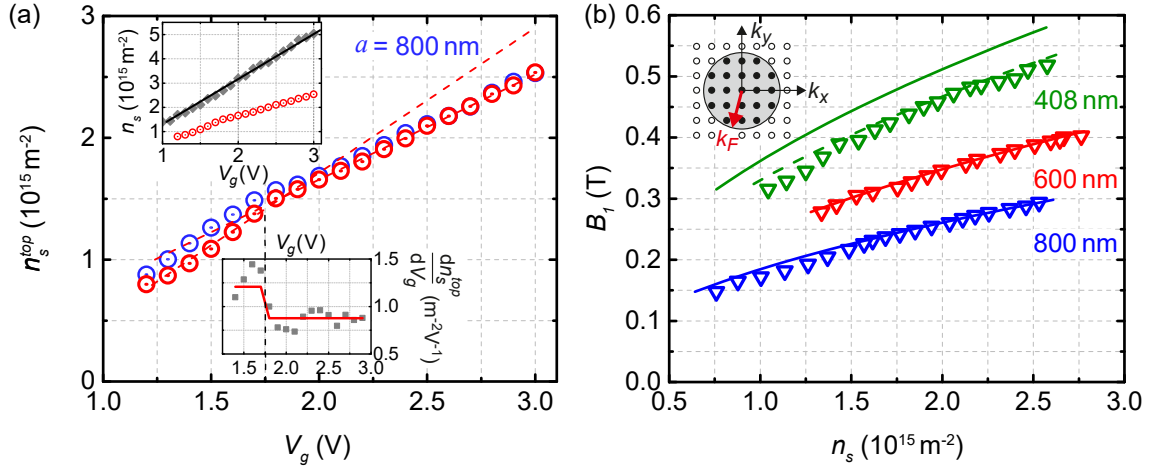 (a)
3
2
1
0
n_s^top (10^15 m^-2)
1.0 1.5 2.0 2.5 3.0
V_g (V)
a = 800 nm
5
4
3
2
1
n_s (10^15 m^-2)
1 2 3
V_g(V)
V_g(V)
1.5
1.0
0.5
dn_s^top
dV_g
(m^-2V^-1)
1.5 2.0 2.5 2.9
(b)
0.6
0.5
0.4
0.3
0.2
0.1
0.0
B_1 (T)
k_y
k_x
k_F
408 nm
600 nm
800 nm
0.5 1.0 1.5 2.0 2.5 3.0
n_s (10^15 m^-2)